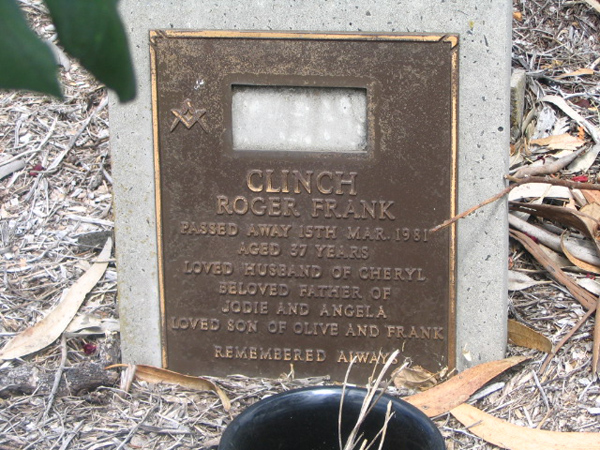 CLINCH
ROGER FRANK
PASSED AWAY 15TH MAR. 1981
AGED 37 YEARS
LOVED HUSBAND OF CHERYL
BELOVED FATHER OF
JODIE AND ANGELA
LOVED SON OF OLIVE AND FRANK
REMEMBERED ALWAYS